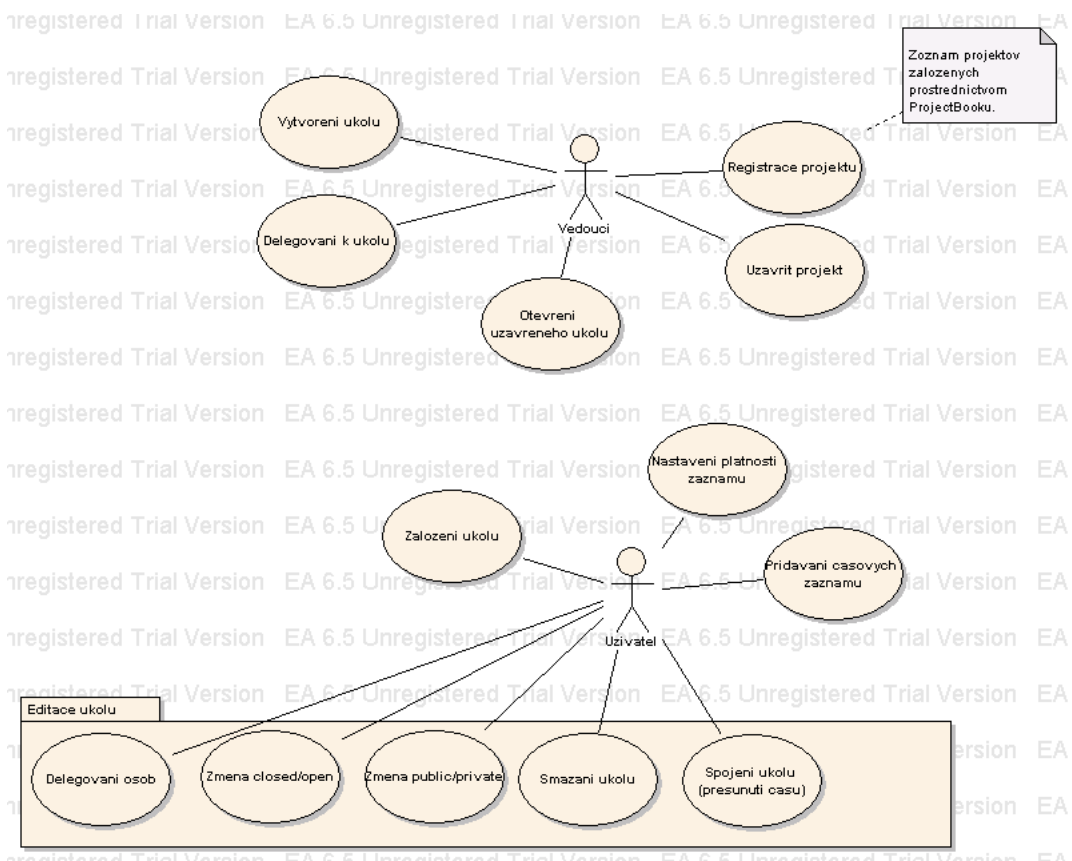 Zoznam projektov
zalozenych
prostrednictvom
ProjectBooku.
Vytvoreni ukolu
Registrace projektu
Delegovani k ukolu
Vedouci
Uzavrit projekt
Otevreni
uzavreneho ukolu
Nastaveni platnosti
zaznamu
Zalozeni ukolu
Pridavani casovych
zaznamu
Uzivatel
Editace ukolu
Delegovani osob
Zmena closed/open
Zmena public/private
Smazani ukolu
Spojeni ukolu
(presunuti casu)
EA 6.5 Unregistered Trial Version